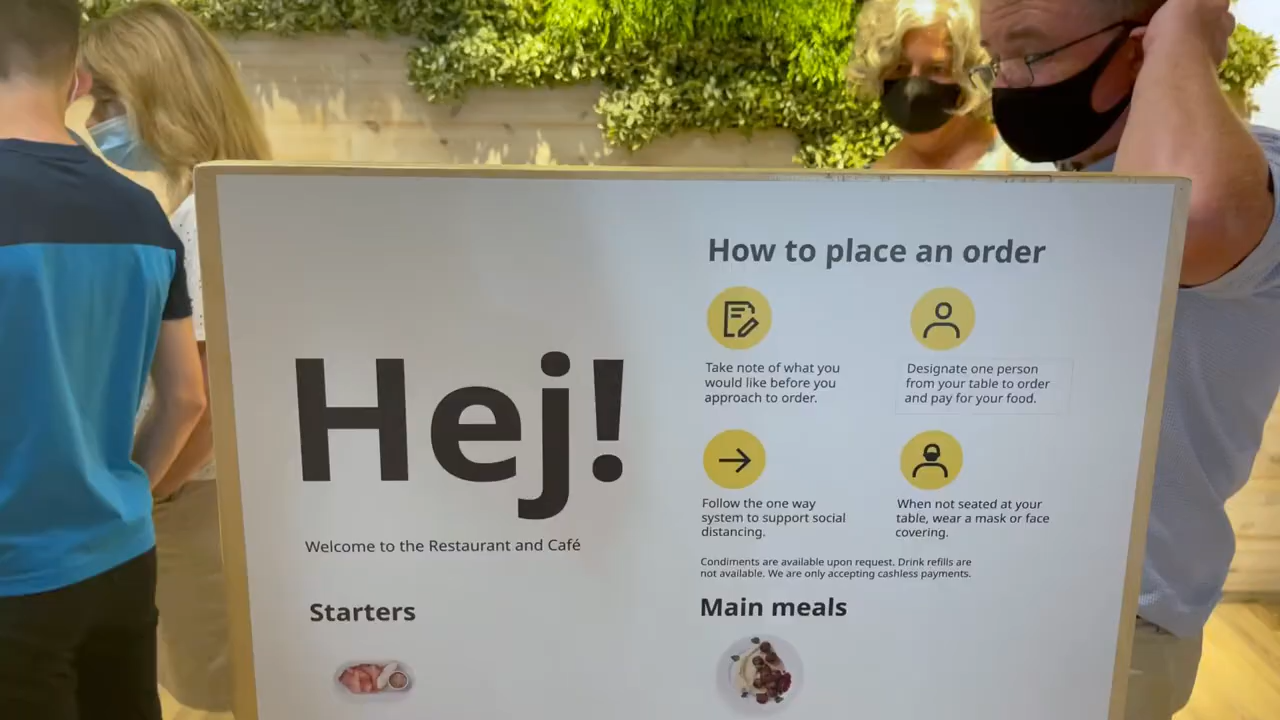 Hej!
Welcome to the Restaurant and Café
Starters
How to place an order
Take note of what you
would like before you
approach to order.
Designate one person
from your table to order
and pay for your food.
Follow the one way
system to support social
distancing.
When not seated at your
table, wear a mask or face
covering.
Condiments are available upon request. Drink refills are
not available. We are only accepting cashless payments.
Main meals